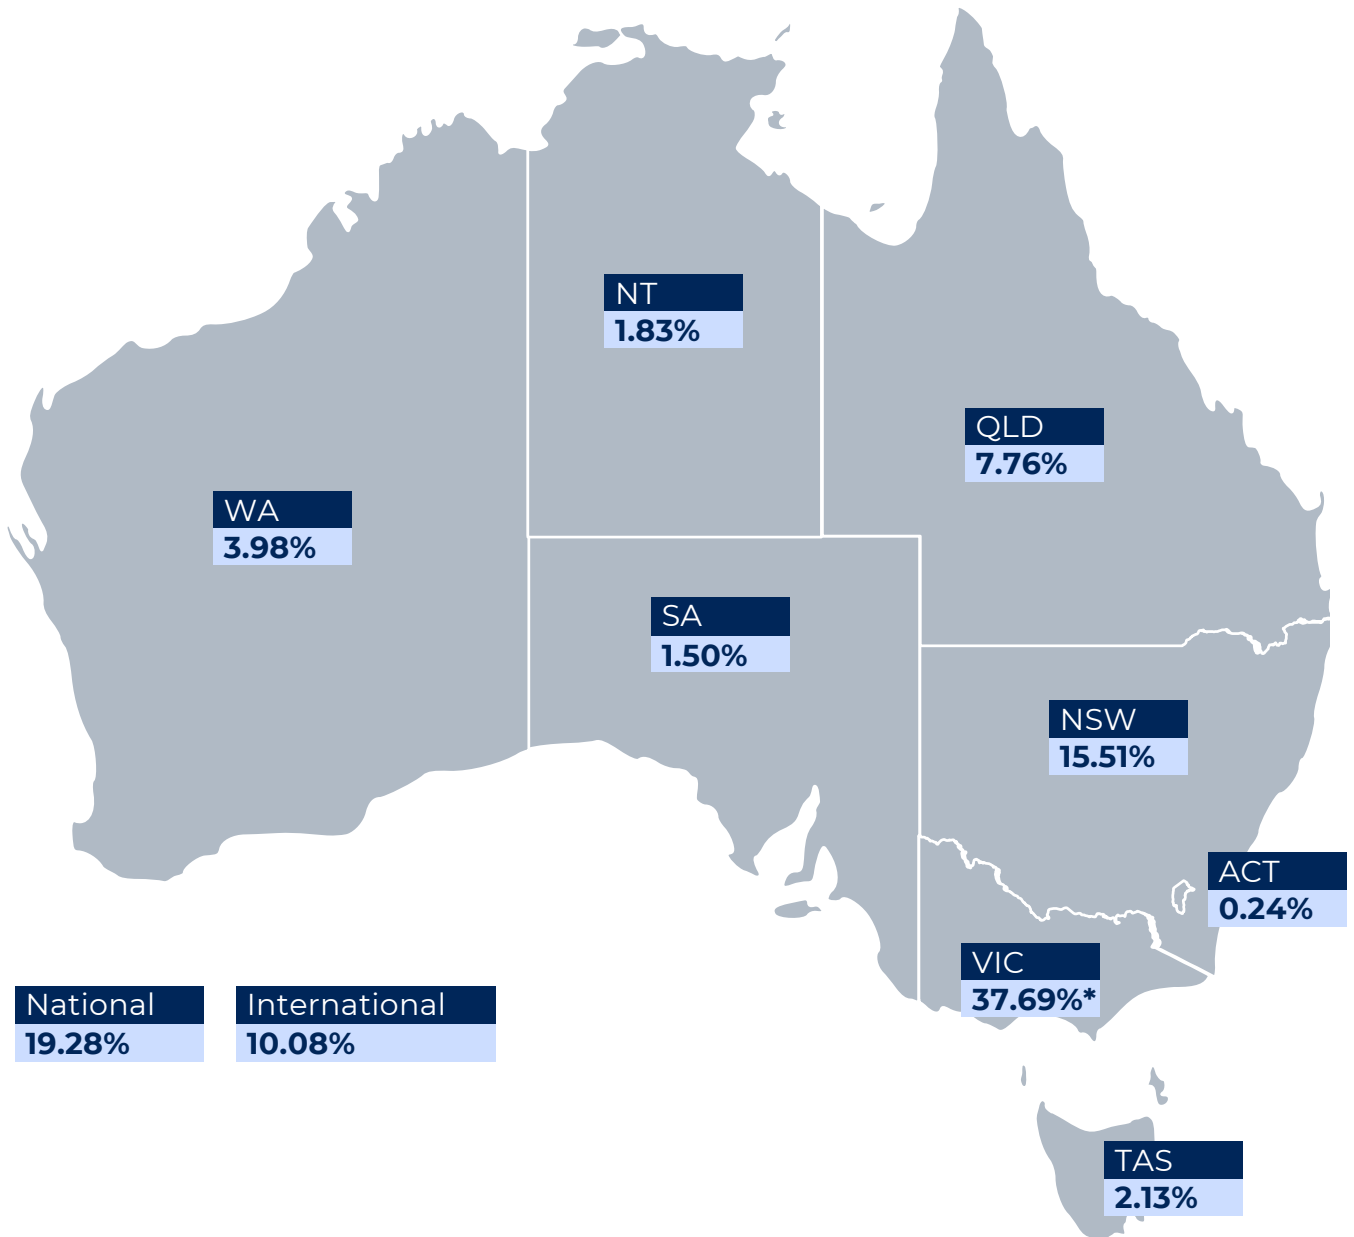 NT
1.83%
QLD
7.76%
WA
3.98%
SA
1.50%
NSW
15.51%
ACT
0.24%
VIC
37.69%*
National
19.28%
International
10.08%
TAS
2.13%